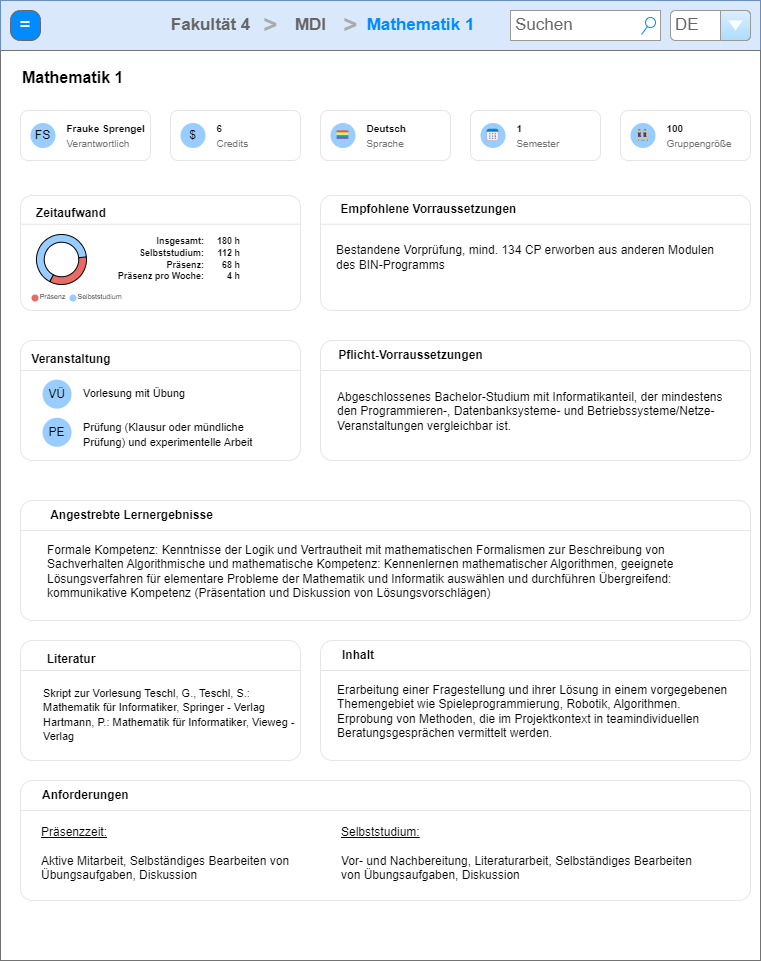 =
Fakultät 4 > MDI > Mathematik 1
Suchen
DE
Mathematik 1
FS
Frauke Sprengel
Verantwortlich
$
6
Credits
Deutsch
Sprache
1
Semester
100
Gruppengröße
Zeitaufwand
Insgesamt: 180 h
Selbststudium: 112 h
Präsenz: 68 h
Präsenz pro Woche: 4 h
Präsenz Selbststudium
Empfohlene Vorraussetzungen
Bestandene Vorprüfung, mind. 134 CP erworben aus anderen Modulen
des BIN-Programms
Veranstaltung
VÜ
Vorlesung mit Übung
PE
Prüfung (Klausur oder mündliche
Prüfung) und experimentelle Arbeit
Pflicht-Vorraussetzungen
Abgeschlossenes Bachelor-Studium mit Informatikanteil, der mindestens
den Programmieren-, Datenbanksysteme- und Betriebssysteme/Netze-
Veranstaltungen vergleichbar ist.
Angestrebte Lernergebnisse
Formale Kompetenz: Kenntnisse der Logik und Vertrautheit mit mathematischen Formalismen zur Beschreibung von
Sachverhalten Algorithmische und mathematische Kompetenz: Kennenlernen mathematischer Algorithmen, geeignete
Lösungsverfahren für elementare Probleme der Mathematik und Informatik auswählen und durchführen Übergreifend:
kommunikative Kompetenz (Präsentation und Diskussion von Lösungsvorschlägen)
Literatur
Skript zur Vorlesung Teschl, G., Teschl, S.:
Mathematik für Informatiker, Springer - Verlag
Hartmann, P.: Mathematik für Informatiker, Vieweg -
Verlag
Inhalt
Erarbeitung einer Fragestellung und ihrer Lösung in einem vorgegebenen
Themengebiet wie Spieleprogrammierung, Robotik, Algorithmen.
Erprobung von Methoden, die im Projektkontext in teamindividuellen
Beratungsgesprächen vermittelt werden.
Anforderungen
Präsenzzeit:
Aktive Mitarbeit, Selbständiges Bearbeiten von
Übungsaufgaben, Diskussion
Selbststudium:
Vor- und Nachbereitung, Literaturarbeit, Selbständiges Bearbeiten
von Übungsaufgaben, Diskussion